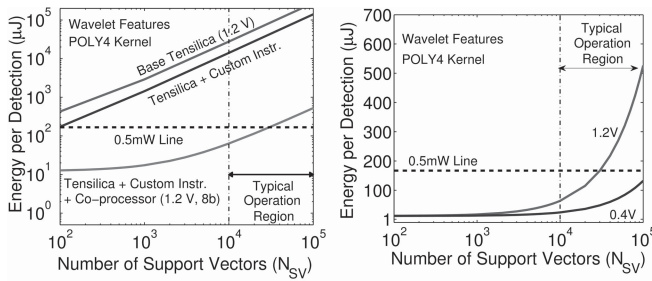 Energy per Detection (μJ)
10^5
10^4
10^3
10^2
10^1
10^0
Wavelet Features
POLY4 Kernel
Base Tensilica (1.2 V)
Tensilica + Custom Instr.
0.5mW Line
Tensilica + Custom Instr.
+ Co-processor (1.2 V, 8b)
Typical
Operation
Region
10^2
10^3
10^4
10^5
Number of Support Vectors (N_SV)
Energy per Detection (μJ)
700
600
500
400
300
200
100
1
Wavelet Features
POLY4 Kernel
Typical
Operation
Region
1.2V
0.5mW Line
0.4V
10^2
10^3
10^4
10^5
Number of Support Vectors (N_SV)